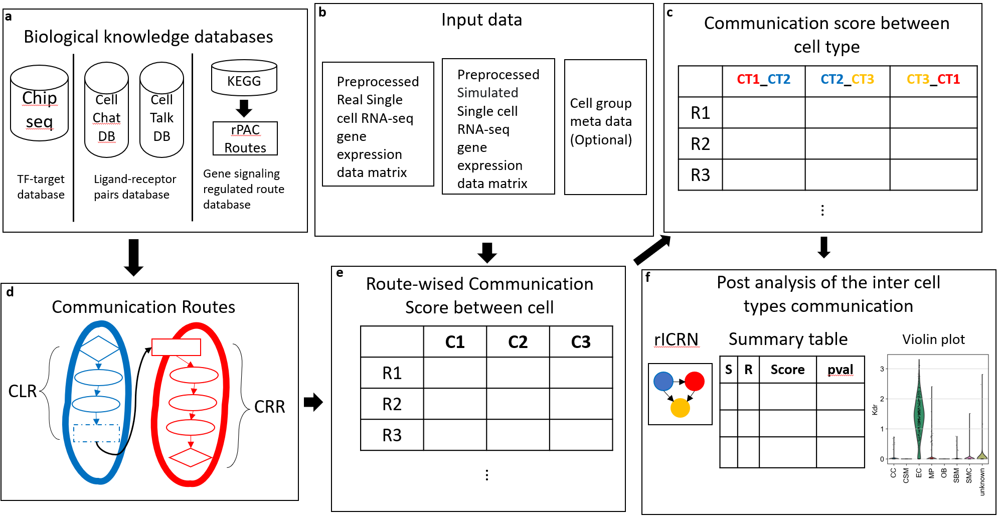 a
Biological knowledge databases
Chip
seq
Cell
Chat
DB
Cell
Talk
DB
KEGG
rPAC
Routes
TF-target
database
Ligand-receptor
pairs database
Gene signaling
regulated route
database
b
Input data
Preprocessed
Real Single
cell RNA-seq
gene
expression
data matrix
Preprocessed
Simulated
Single cell
RNA-seq
gene
expression
data matrix
Cell group
meta data
(Optional)
c
Communication score between
cell type
CT1_CT2 CT2_CT3 CT3_CT1
R1
R2
R3
⋮
d
Communication Routes
CLR
CRR
e
Route-wised Communication
Score between cell
C1 C2 C3
R1
R2
R3
⋮
f
Post analysis of the inter cell
types communication
rICRN
Summary table
S R Score pval
Violin plot
Kdr
3
2
1
0
CC
CSM
EC
MP
OB
SBM
SMC
unknown